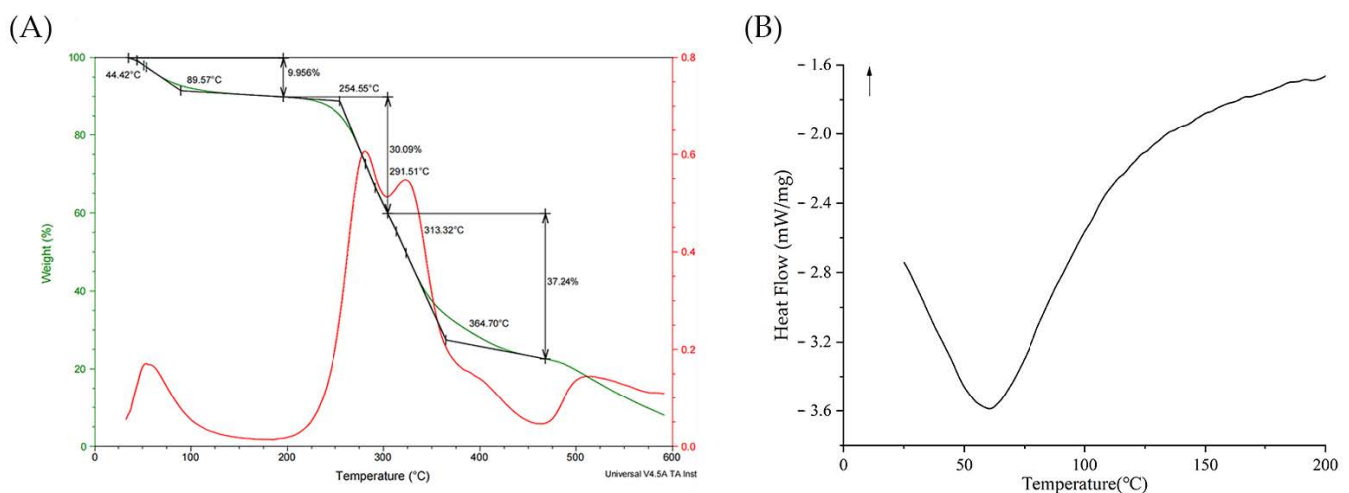 (A)
(B)
100
80
60
40
20
0
Weight (%)
44.42°C
89.57°C
9.956%
254.55°C
30.09%
291.51°C
313.32°C
37.24%
364.70°C
0.8
0.6
0.4
0.2
0.0
0 100 200 300 400 500 600
Temperature (°C)
Universal V4.5A TA Inst
Heat Flow (mW/mg)
−1.6
−2.0
−2.4
−2.8
−3.2
−3.6
0 50 100 150 200
Temperature(°C)